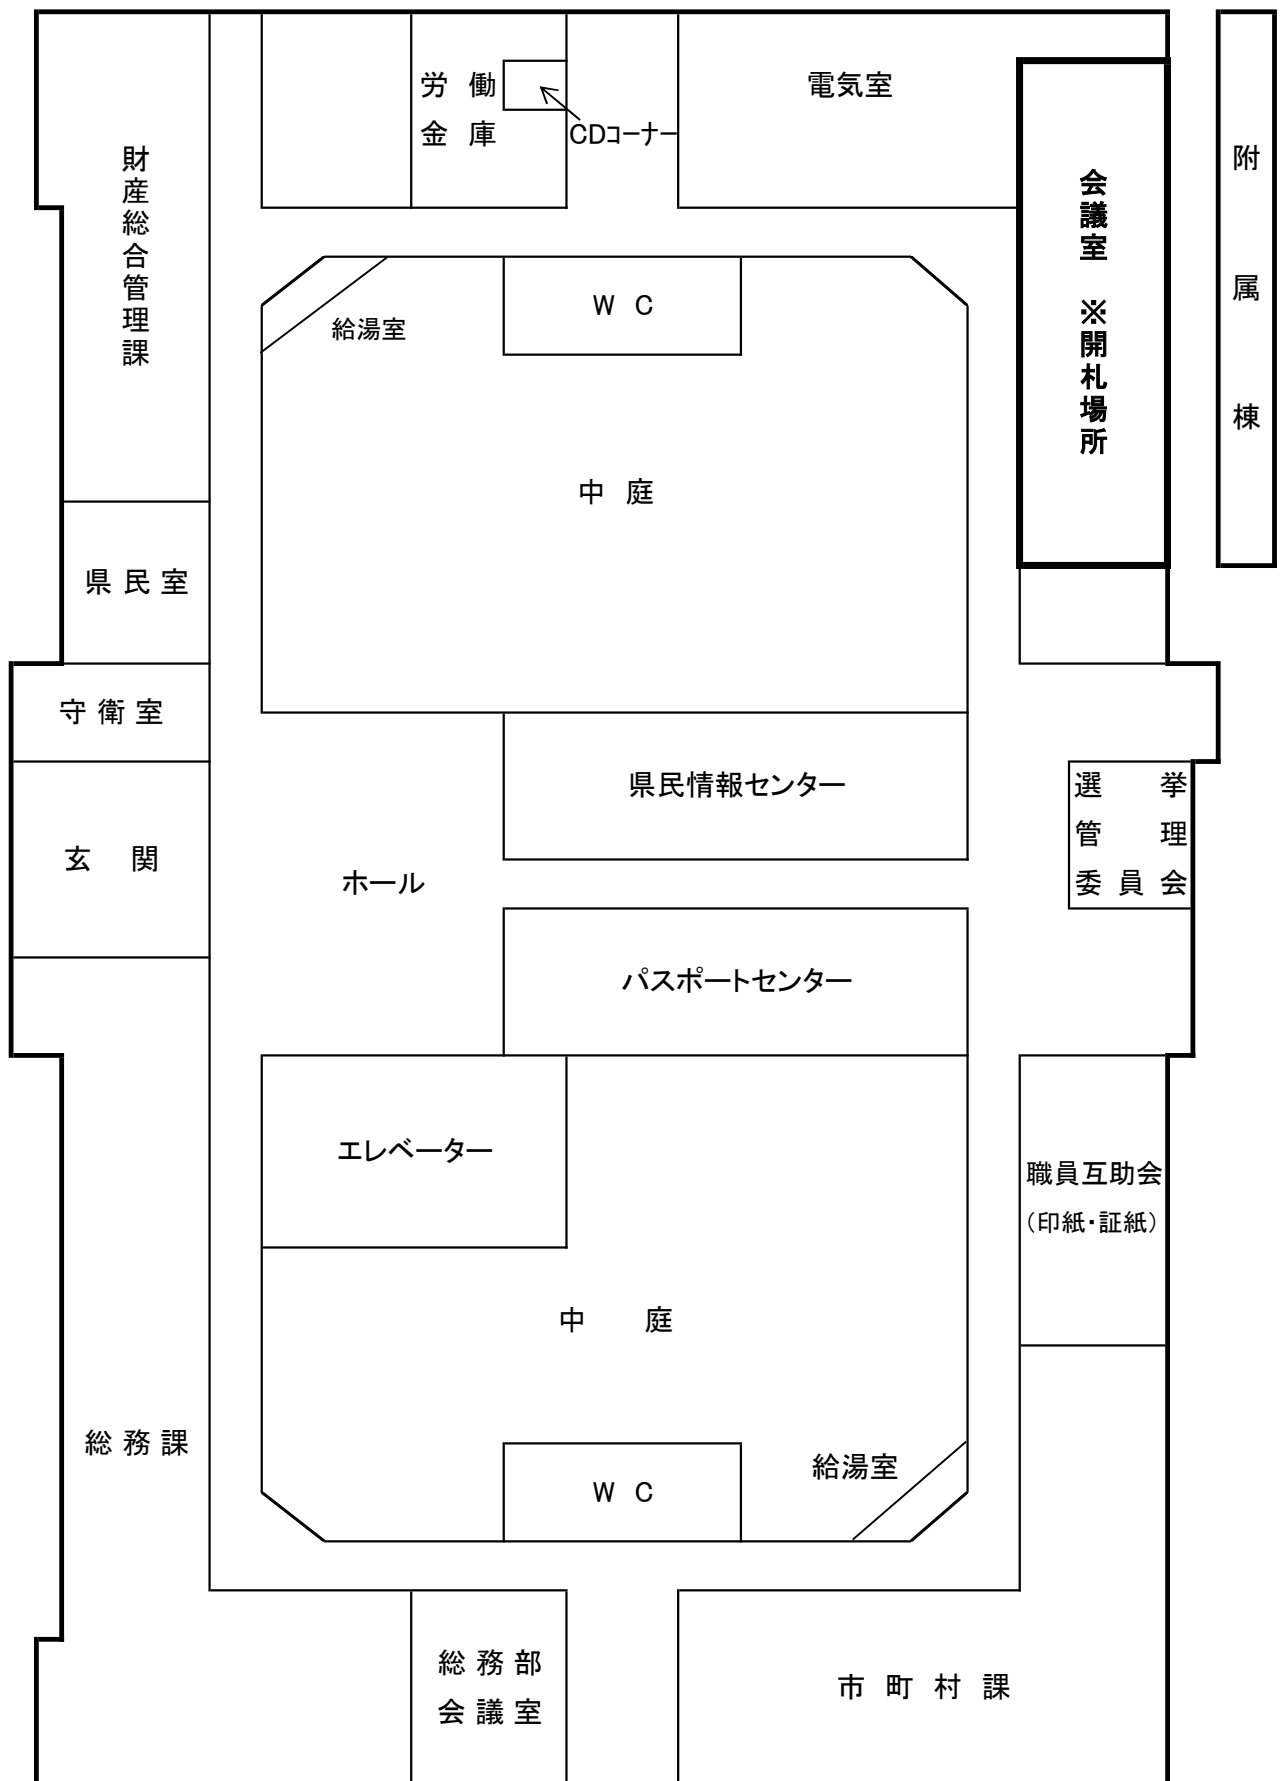 労 働
金 庫
CDコーナー
電気室
財産総合管理課
会議室 ※開札場所
附属棟
W C
給湯室
中 庭
県 民 室
守 衛 室
県民情報センター
選 挙
管 理
委 員 会
玄 関
ホール
パスポートセンター
エレベーター
職員互助会
(印紙・証紙)
中 庭
総 務 課
給湯室
W C
総 務 部
会 議 室
市 町 村 課